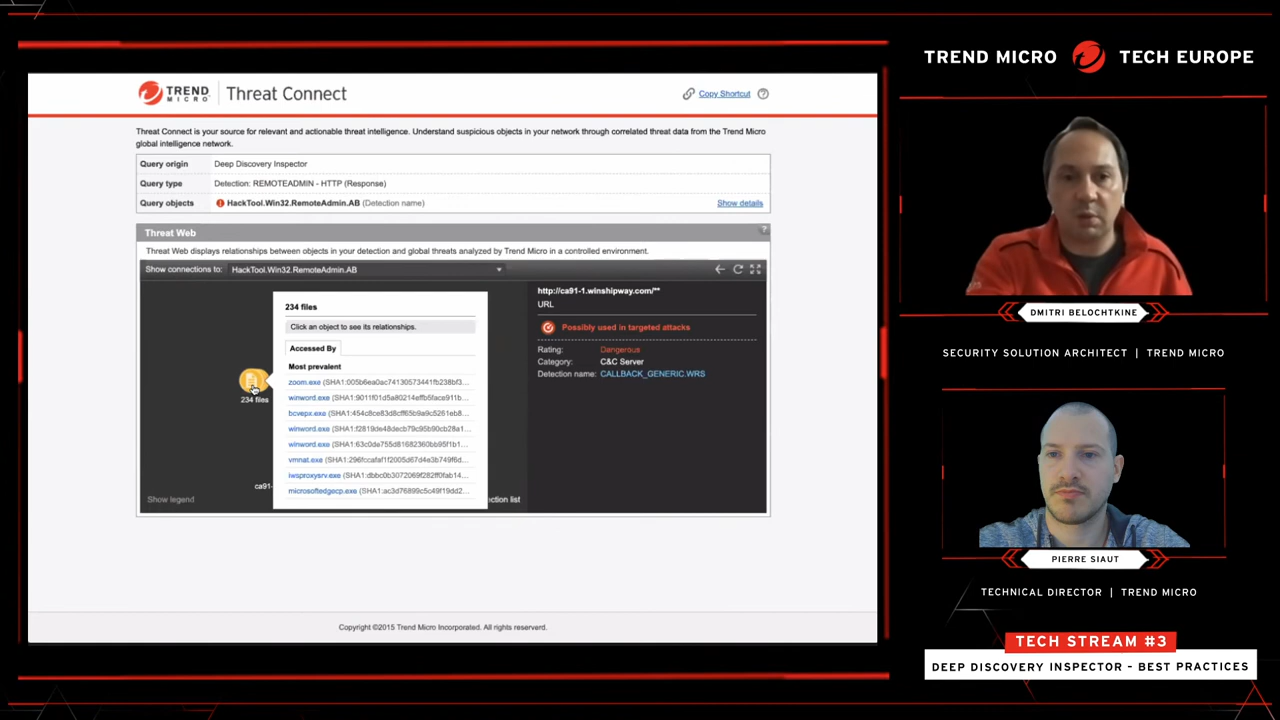 TREND MICRO TECH EUROPE
TREND MICRO Threat Connect
Copy Shortcut
Threat Connect is your source for relevant and actionable threat intelligence. Understand suspicious objects in your network through correlated threat data from the Trend Micro
global intelligence network.
Query origin Deep Discovery Inspector
Query type Detection: REMOTEADMIN - HTTP (Response)
Query objects HackTool.Win32.RemoteAdmin.AB (Detection name) Show details
Threat Web ?
Threat Web displays relationships between objects in your detection and global threats analyzed by Trend Micro in a controlled environment.
Show connections to: HackTool.Win32.RemoteAdmin.AB
234 files
ca91-
Show legend
234 files
Click an object to see its relationships.
Accessed By
Most prevalent
zoom.exe
winword.exe
bcvepx.exe
winword.exe
winword.exe
vmnat.exe
iwsproxysrv.exe
microsoftedgecp.exe
ction list
http://ca91-1.winshipway.com/**
URL
Possibly used in targeted attacks
Rating: Dangerous
Category: C&C Server
Detection name: CALLBACK_GENERIC.WRS
Copyright ©2015 Trend Micro Incorporated. All rights reserverd.
DMITRI BELOCHTKINE
SECURITY SOLUTION ARCHITECT | TREND MICRO
PIERRE SIAUT
TECHNICAL DIRECTOR | TREND MICRO
TECH STREAM #3
DEEP DISCOVERY INSPECTOR – BEST PRACTICES